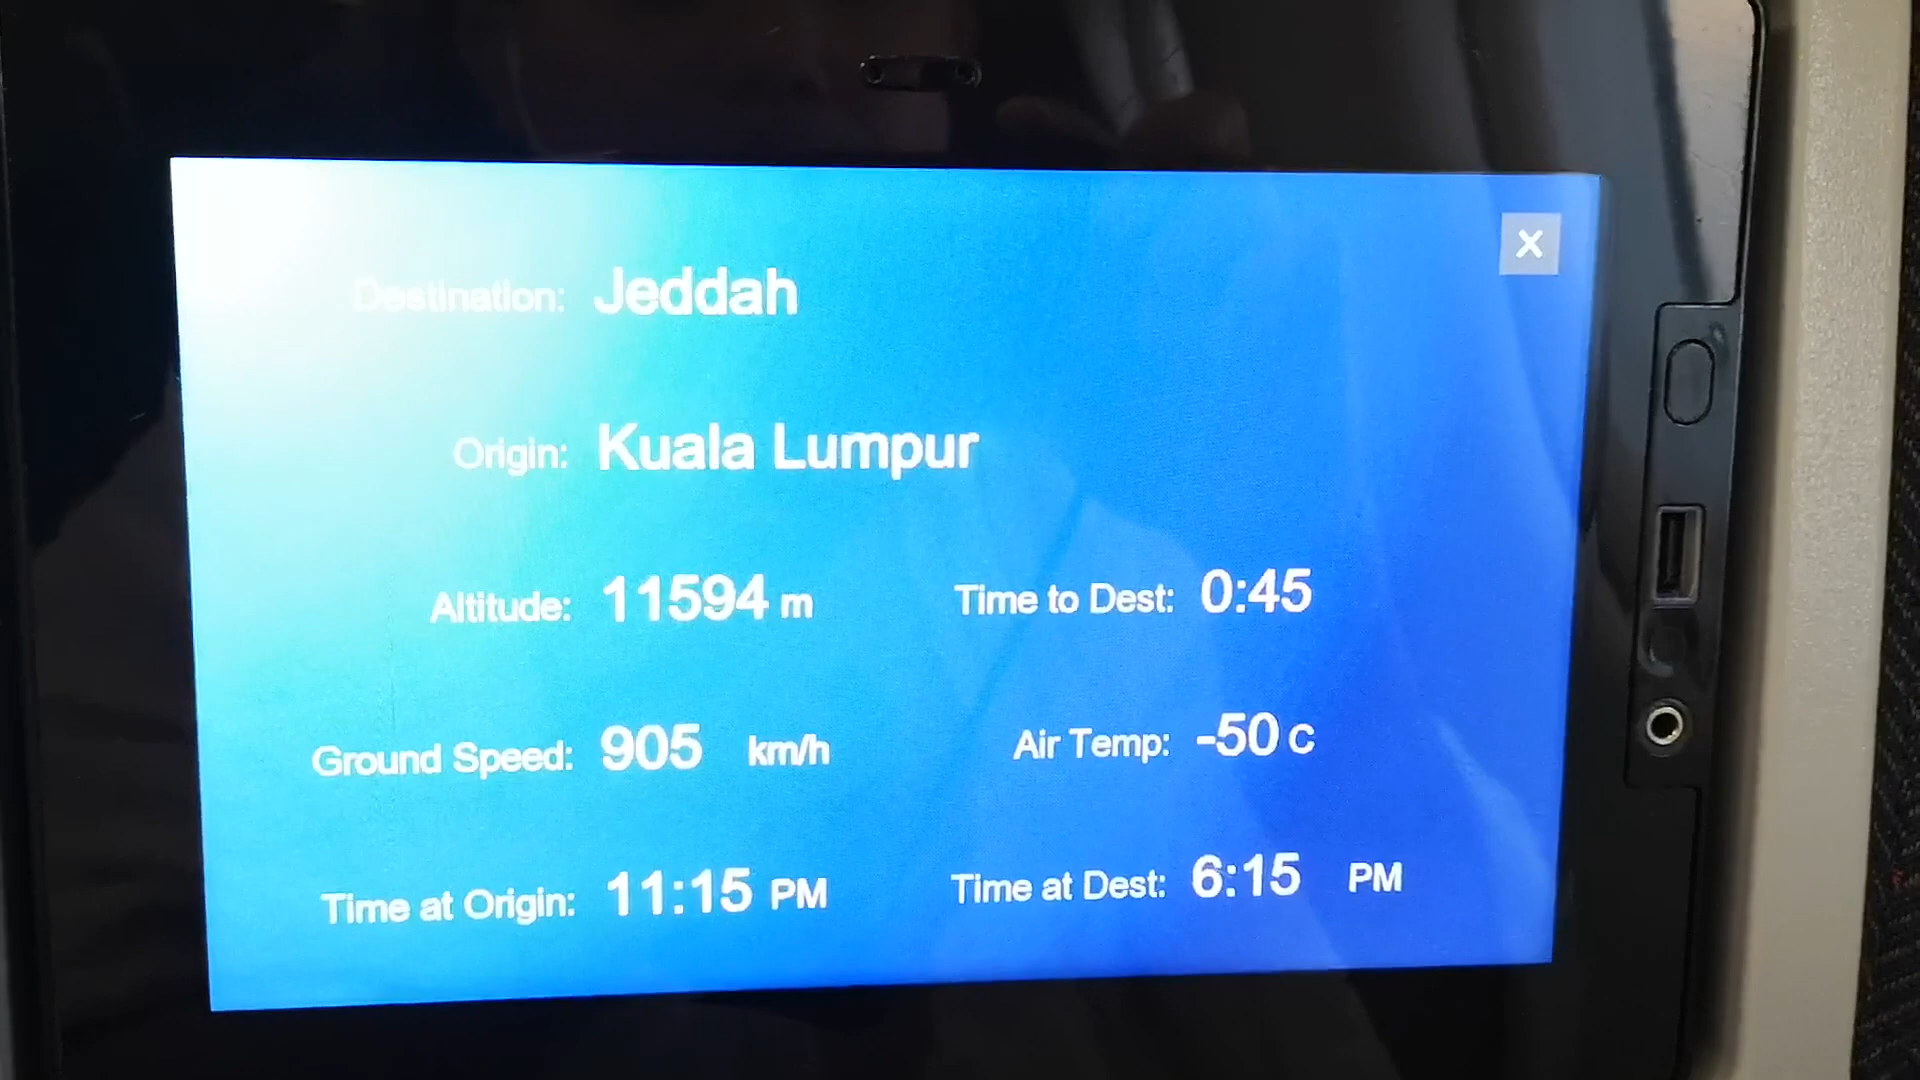 Destination: Jeddah
Origin: Kuala Lumpur
Altitude: 11594 m Time to Dest: 0:45
Ground Speed: 905 km/h Air Temp: -50 C
Time at Origin: 11:15 PM Time at Dest: 6:15 PM